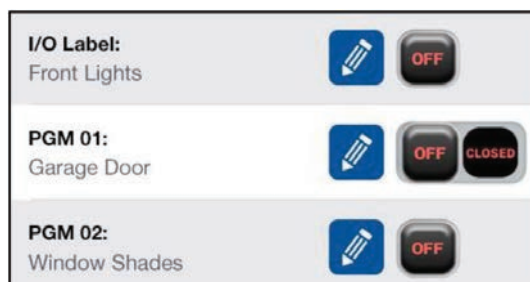 I/O Label:
Front Lights
OFF
PGM 01:
Garage Door
OFF CLOSED
PGM 02:
Window Shades
OFF